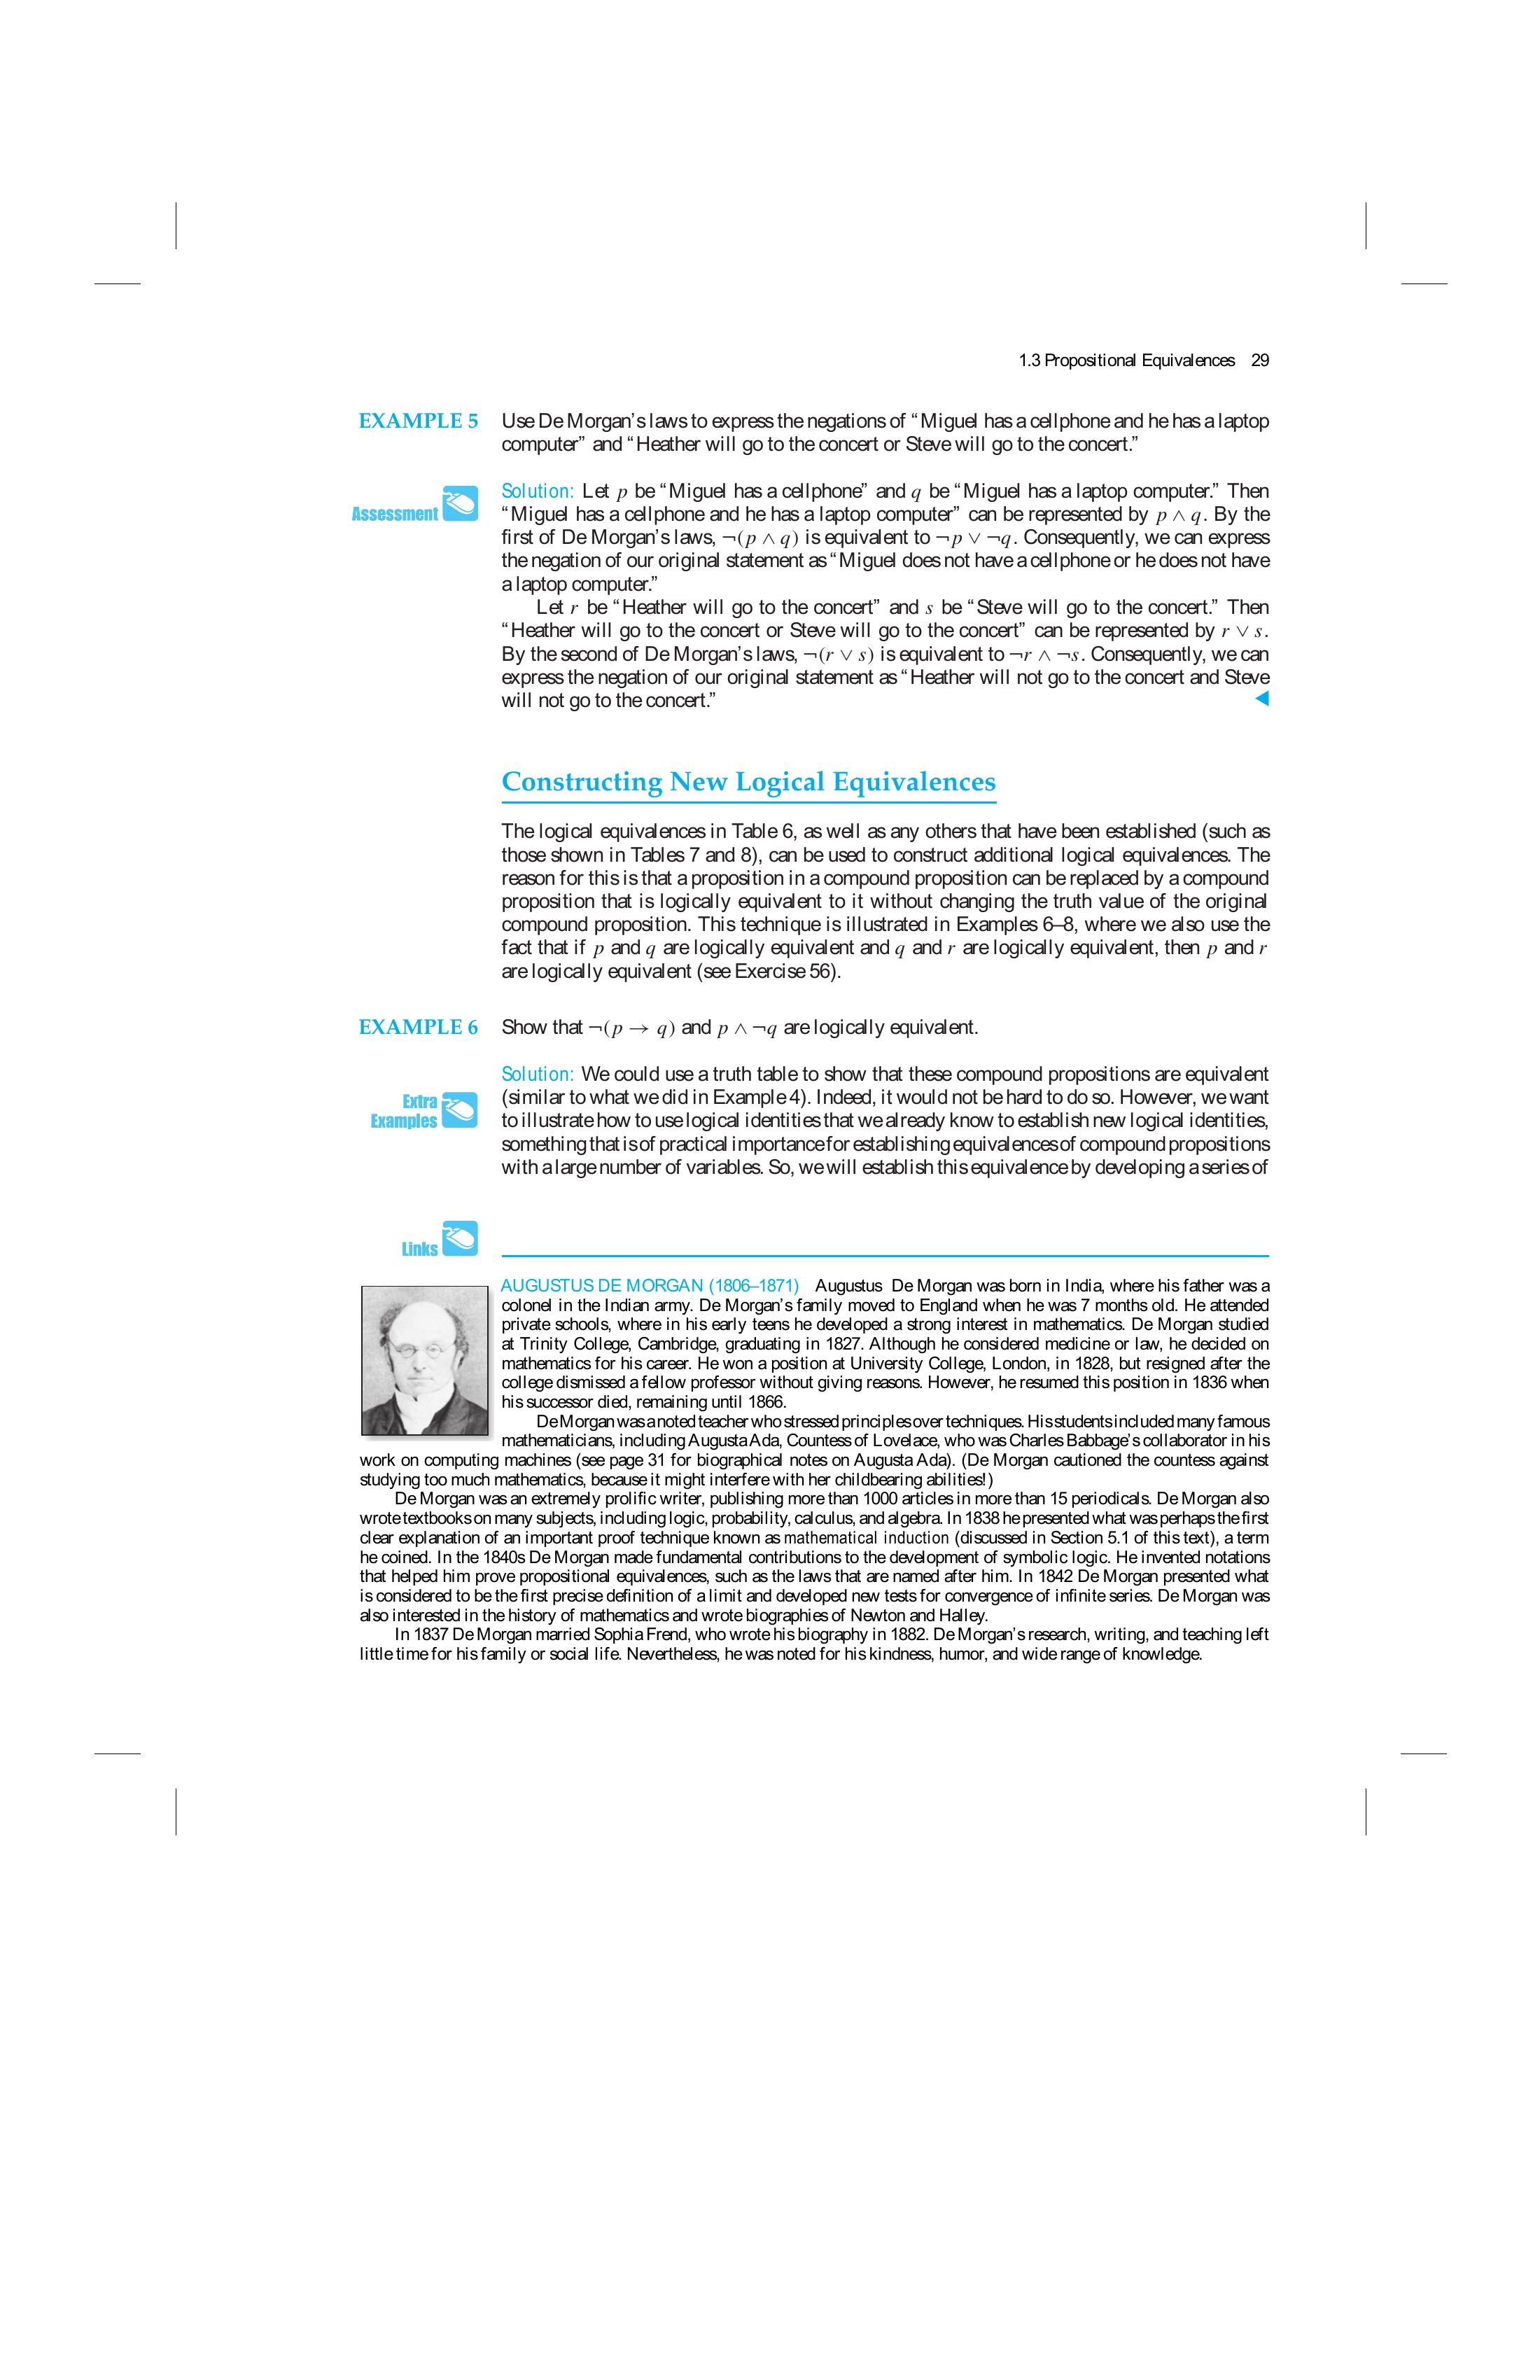 1.3 Propositional Equivalences 29
EXAMPLE 5 Use De Morgan’s laws to express the negations of “Miguel has a cellphone and he has a laptop
computer” and “Heather will go to the concert or Steve will go to the concert.”
Assessment
Solution: Let p be “Miguel has a cellphone” and q be “Miguel has a laptop computer.” Then
“Miguel has a cellphone and he has a laptop computer” can be represented by p ∧ q. By the
first of De Morgan’s laws, ¬(p ∧ q) is equivalent to ¬p ∨ ¬q. Consequently, we can express
the negation of our original statement as “Miguel does not have a cellphone or he does not have
a laptop computer.”
Let r be “Heather will go to the concert” and s be “Steve will go to the concert.” Then
“Heather will go to the concert or Steve will go to the concert” can be represented by r ∨ s.
By the second of De Morgan’s laws, ¬(r ∨ s) is equivalent to ¬r ∧ ¬s. Consequently, we can
express the negation of our original statement as “Heather will not go to the concert and Steve
will not go to the concert.”
Constructing New Logical Equivalences
The logical equivalences in Table 6, as well as any others that have been established (such as
those shown in Tables 7 and 8), can be used to construct additional logical equivalences. The
reason for this is that a proposition in a compound proposition can be replaced by a compound
proposition that is logically equivalent to it without changing the truth value of the original
compound proposition. This technique is illustrated in Examples 6–8, where we also use the
fact that if p and q are logically equivalent and q and r are logically equivalent, then p and r
are logically equivalent (see Exercise 56).
EXAMPLE 6 Show that ¬(p → q) and p ∧ ¬q are logically equivalent.
Extra
Examples
Solution: We could use a truth table to show that these compound propositions are equivalent
(similar to what we did in Example 4). Indeed, it would not be hard to do so. However, we want
to illustrate how to use logical identities that we already know to establish new logical identities,
something that is of practical importance for establishing equivalences of compound propositions
with a large number of variables. So, we will establish this equivalence by developing a series of
Links
AUGUSTUS DE MORGAN (1806–1871) Augustus De Morgan was born in India, where his father was a
colonel in the Indian army. De Morgan’s family moved to England when he was 7 months old. He attended
private schools, where in his early teens he developed a strong interest in mathematics. De Morgan studied
at Trinity College, Cambridge, graduating in 1827. Although he considered medicine or law, he decided on
mathematics for his career. He won a position at University College, London, in 1828, but resigned after the
college dismissed a fellow professor without giving reasons. However, he resumed this position in 1836 when
his successor died, remaining until 1866.
De Morgan was a noted teacher who stressed principles over techniques. His students included many famous
mathematicians, including Augusta Ada, Countess of Lovelace, who was Charles Babbage’s collaborator in his
work on computing machines (see page 31 for biographical notes on Augusta Ada). (De Morgan cautioned the countess against
studying too much mathematics, because it might interfere with her childbearing abilities!)
De Morgan was an extremely prolific writer, publishing more than 1000 articles in more than 15 periodicals. De Morgan also
wrote textbooks on many subjects, including logic, probability, calculus, and algebra. In 1838 he presented what was perhaps the first
clear explanation of an important proof technique known as mathematical induction (discussed in Section 5.1 of this text), a term
he coined. In the 1840s De Morgan made fundamental contributions to the development of symbolic logic. He invented notations
that helped him prove propositional equivalences, such as the laws that are named after him. In 1842 De Morgan presented what
is considered to be the first precise definition of a limit and developed new tests for convergence of infinite series. De Morgan was
also interested in the history of mathematics and wrote biographies of Newton and Halley.
In 1837 De Morgan married Sophia Frend, who wrote his biography in 1882. De Morgan’s research, writing, and teaching left
little time for his family or social life. Nevertheless, he was noted for his kindness, humor, and wide range of knowledge.